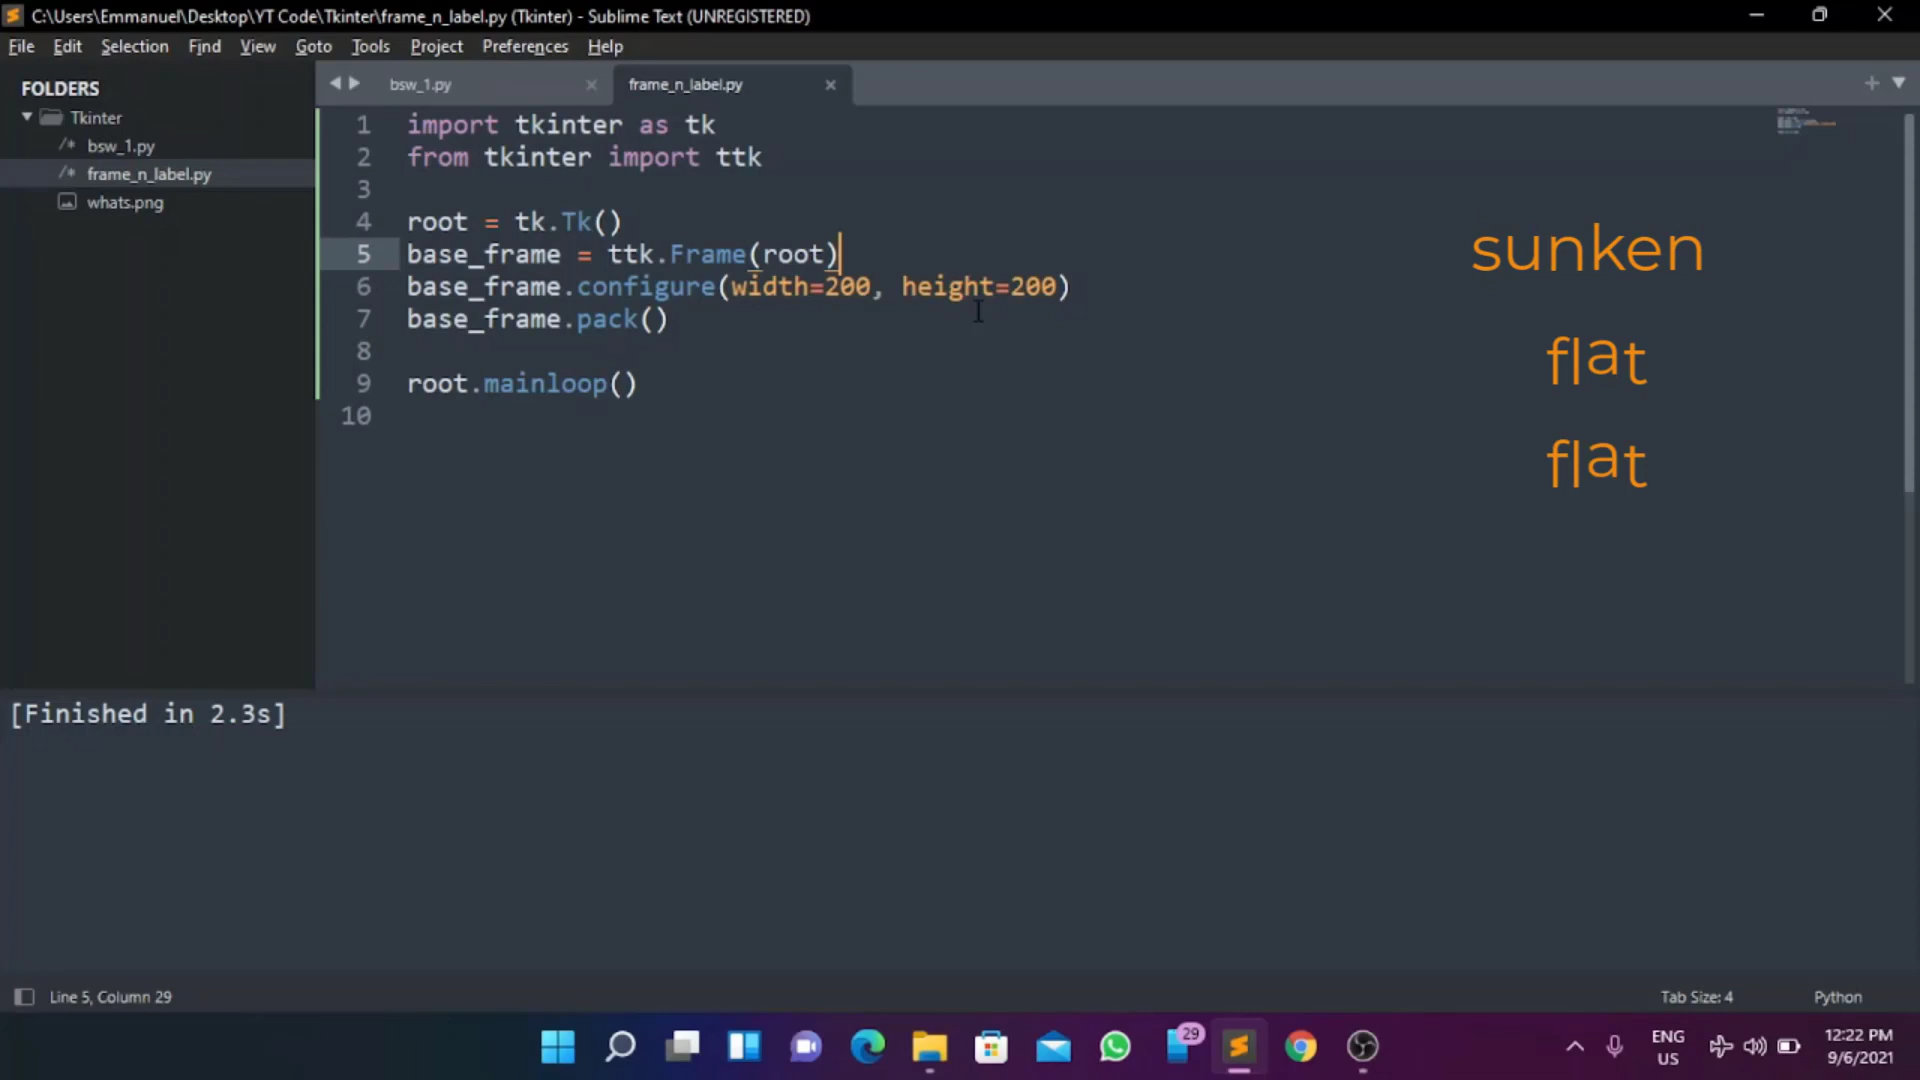 C:\Users\Emmanuel\Desktop\YT Code\Tkinter\frame_n_label.py (Tkinter) - Sublime Text (UNREGISTERED)
File Edit Selection Find View Goto Tools Project Preferences Help
FOLDERS
Tkinter
bsw_1.py
frame_n_label.py
whats.png
bsw_1.py
frame_n_label.py
1 import tkinter as tk
2 from tkinter import ttk
3
4 root = tk.Tk()
5 base_frame = ttk.Frame(root)
6 base_frame.configure(width=200, height=200)
7 base_frame.pack()
8
9 root.mainloop()
10
sunken
flat
flat
[Finished in 2.3s]
Line 5, Column 29
Tab Size: 4
Python
29
ENG
US
12:22 PM
9/6/2021